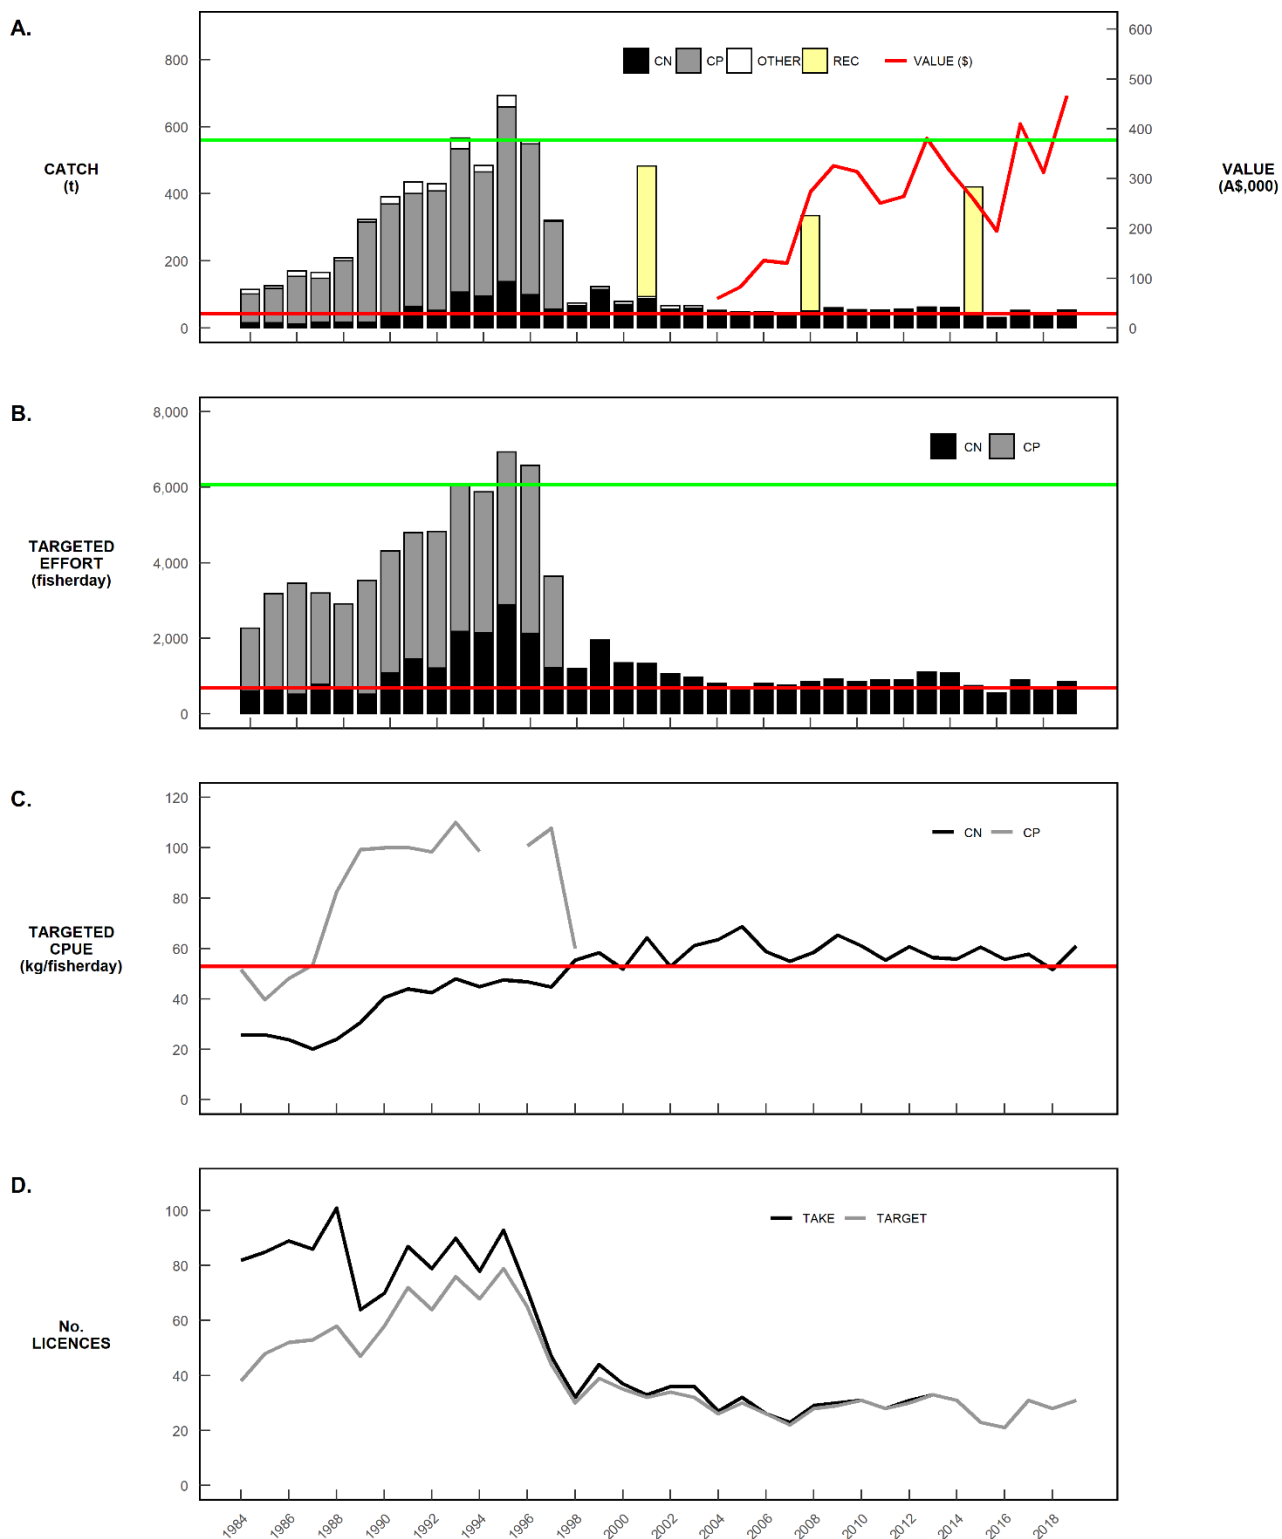 A.
CN CP OTHER REC VALUE ($)
CATCH
(t)
800
600
400
200
0
600
500
400
300
200
100
0
VALUE
(A$,000)
B.
CN CP
TARGETED
EFFORT
(fisherday)
8,000
6,000
4,000
2,000
0
C.
CN CP
TARGETED
CPUE
(kg/fisherday)
120
100
80
60
40
20
0
D.
TAKE TARGET
No.
LICENCES
100
80
60
40
20
0
1984 1986 1988 1990 1992 1994 1996 1998 2000 2002 2004 2006 2008 2010 2012 2014 2016 2018